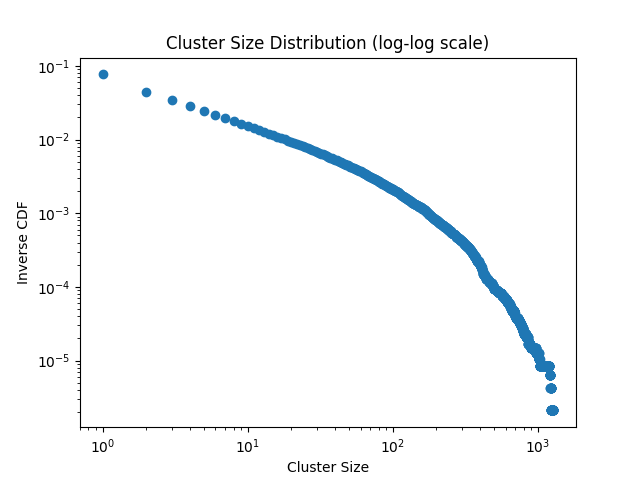 Cluster Size Distribution (log-log scale)
10⁻¹
10⁻²
10⁻³
10⁻⁴
10⁻⁵
Inverse CDF
10⁰ 10¹ 10² 10³
Cluster Size